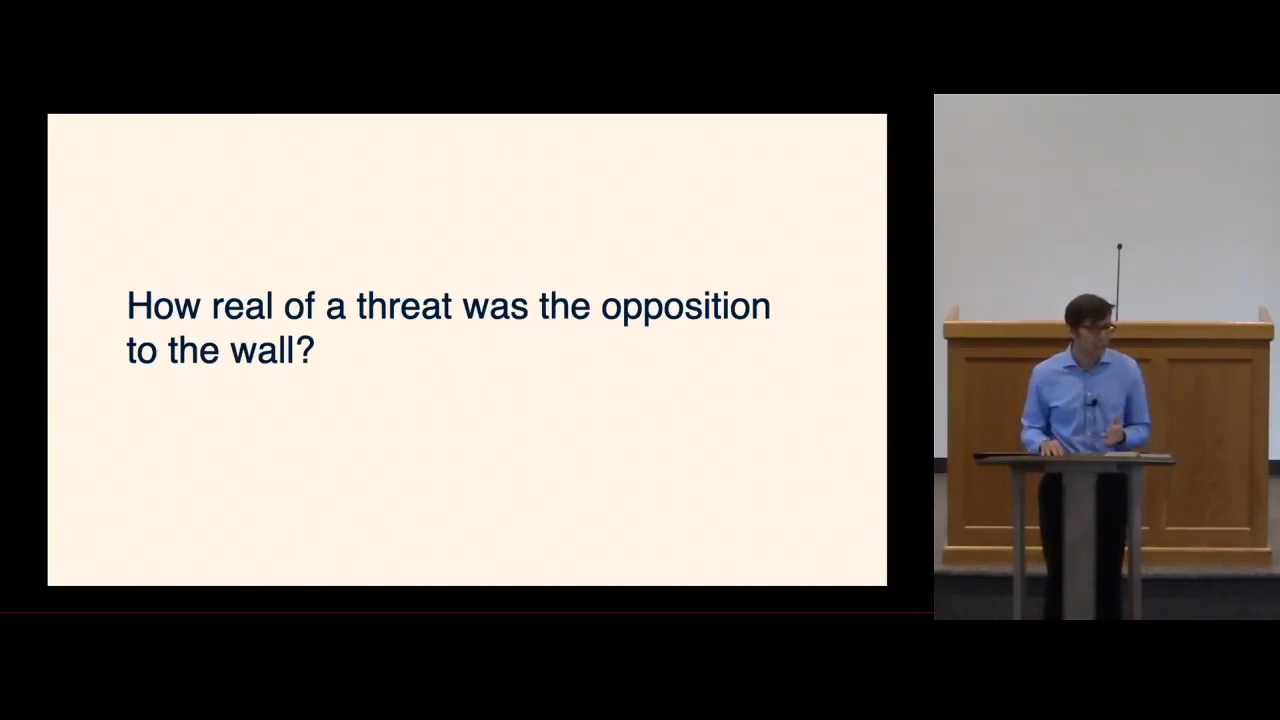 How real of a threat was the opposition
to the wall?